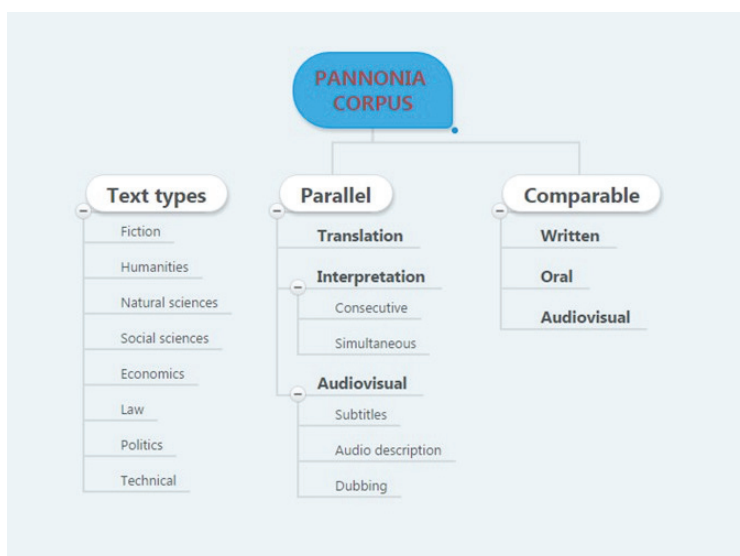 PANNONIA
CORPUS
Text types
Fiction
Humanities
Natural sciences
Social sciences
Economics
Law
Politics
Technical
Parallel
Translation
Interpretation
Consecutive
Simultaneous
Audiovisual
Subtitles
Audio description
Dubbing
Comparable
Written
Oral
Audiovisual